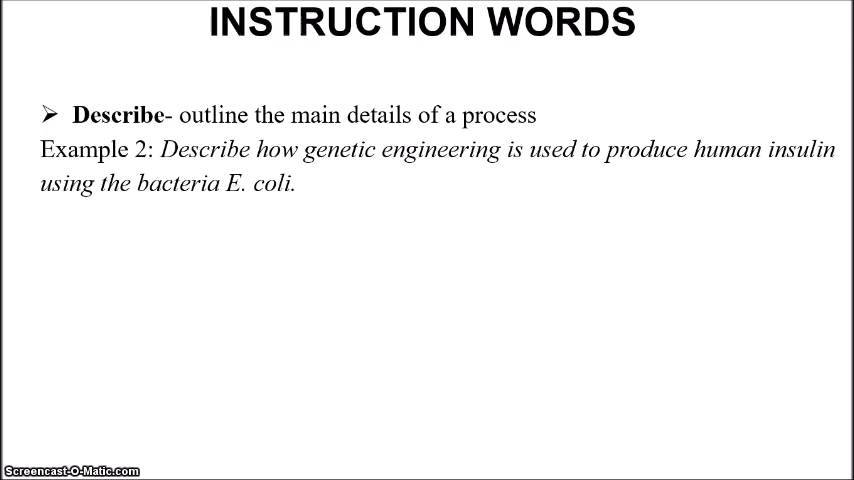 INSTRUCTION WORDS
➢ Describe- outline the main details of a process
Example 2: Describe how genetic engineering is used to produce human insulin
using the bacteria E. coli.
Screencast-O-Matic.com